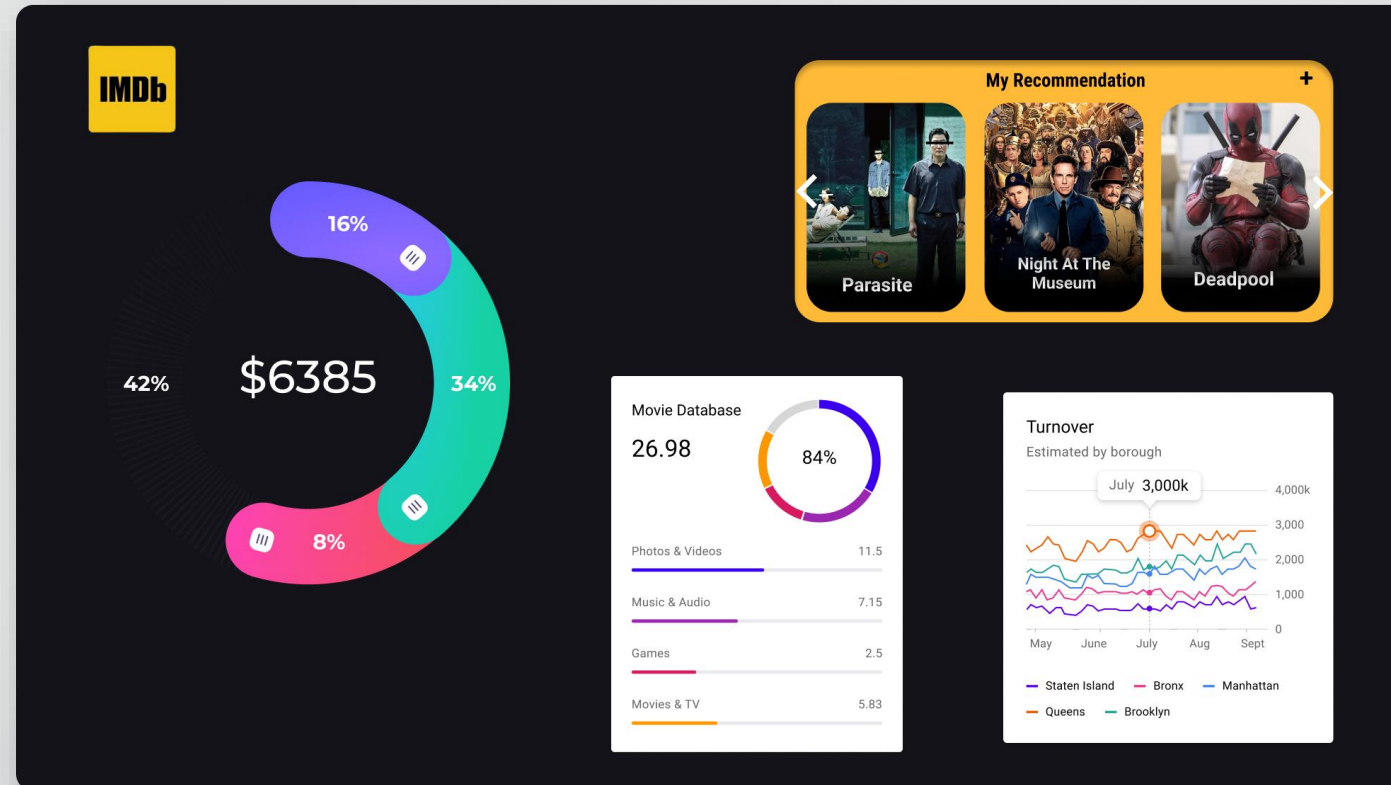 IMDb
My Recommendation
+
Parasite
Night At The
Museum
Deadpool
16%
42%
$6385
34%
8%
Movie Database
26.98
84%
Photos & Videos
11.5
Music & Audio
7.15
Games
2.5
Movies & TV
5.83
Turnover
Estimated by borough
July 3,000k
4,000k
3,000
2,000
1,000
0
May June July Aug Sept
Staten Island Bronx Manhattan
Queens Brooklyn